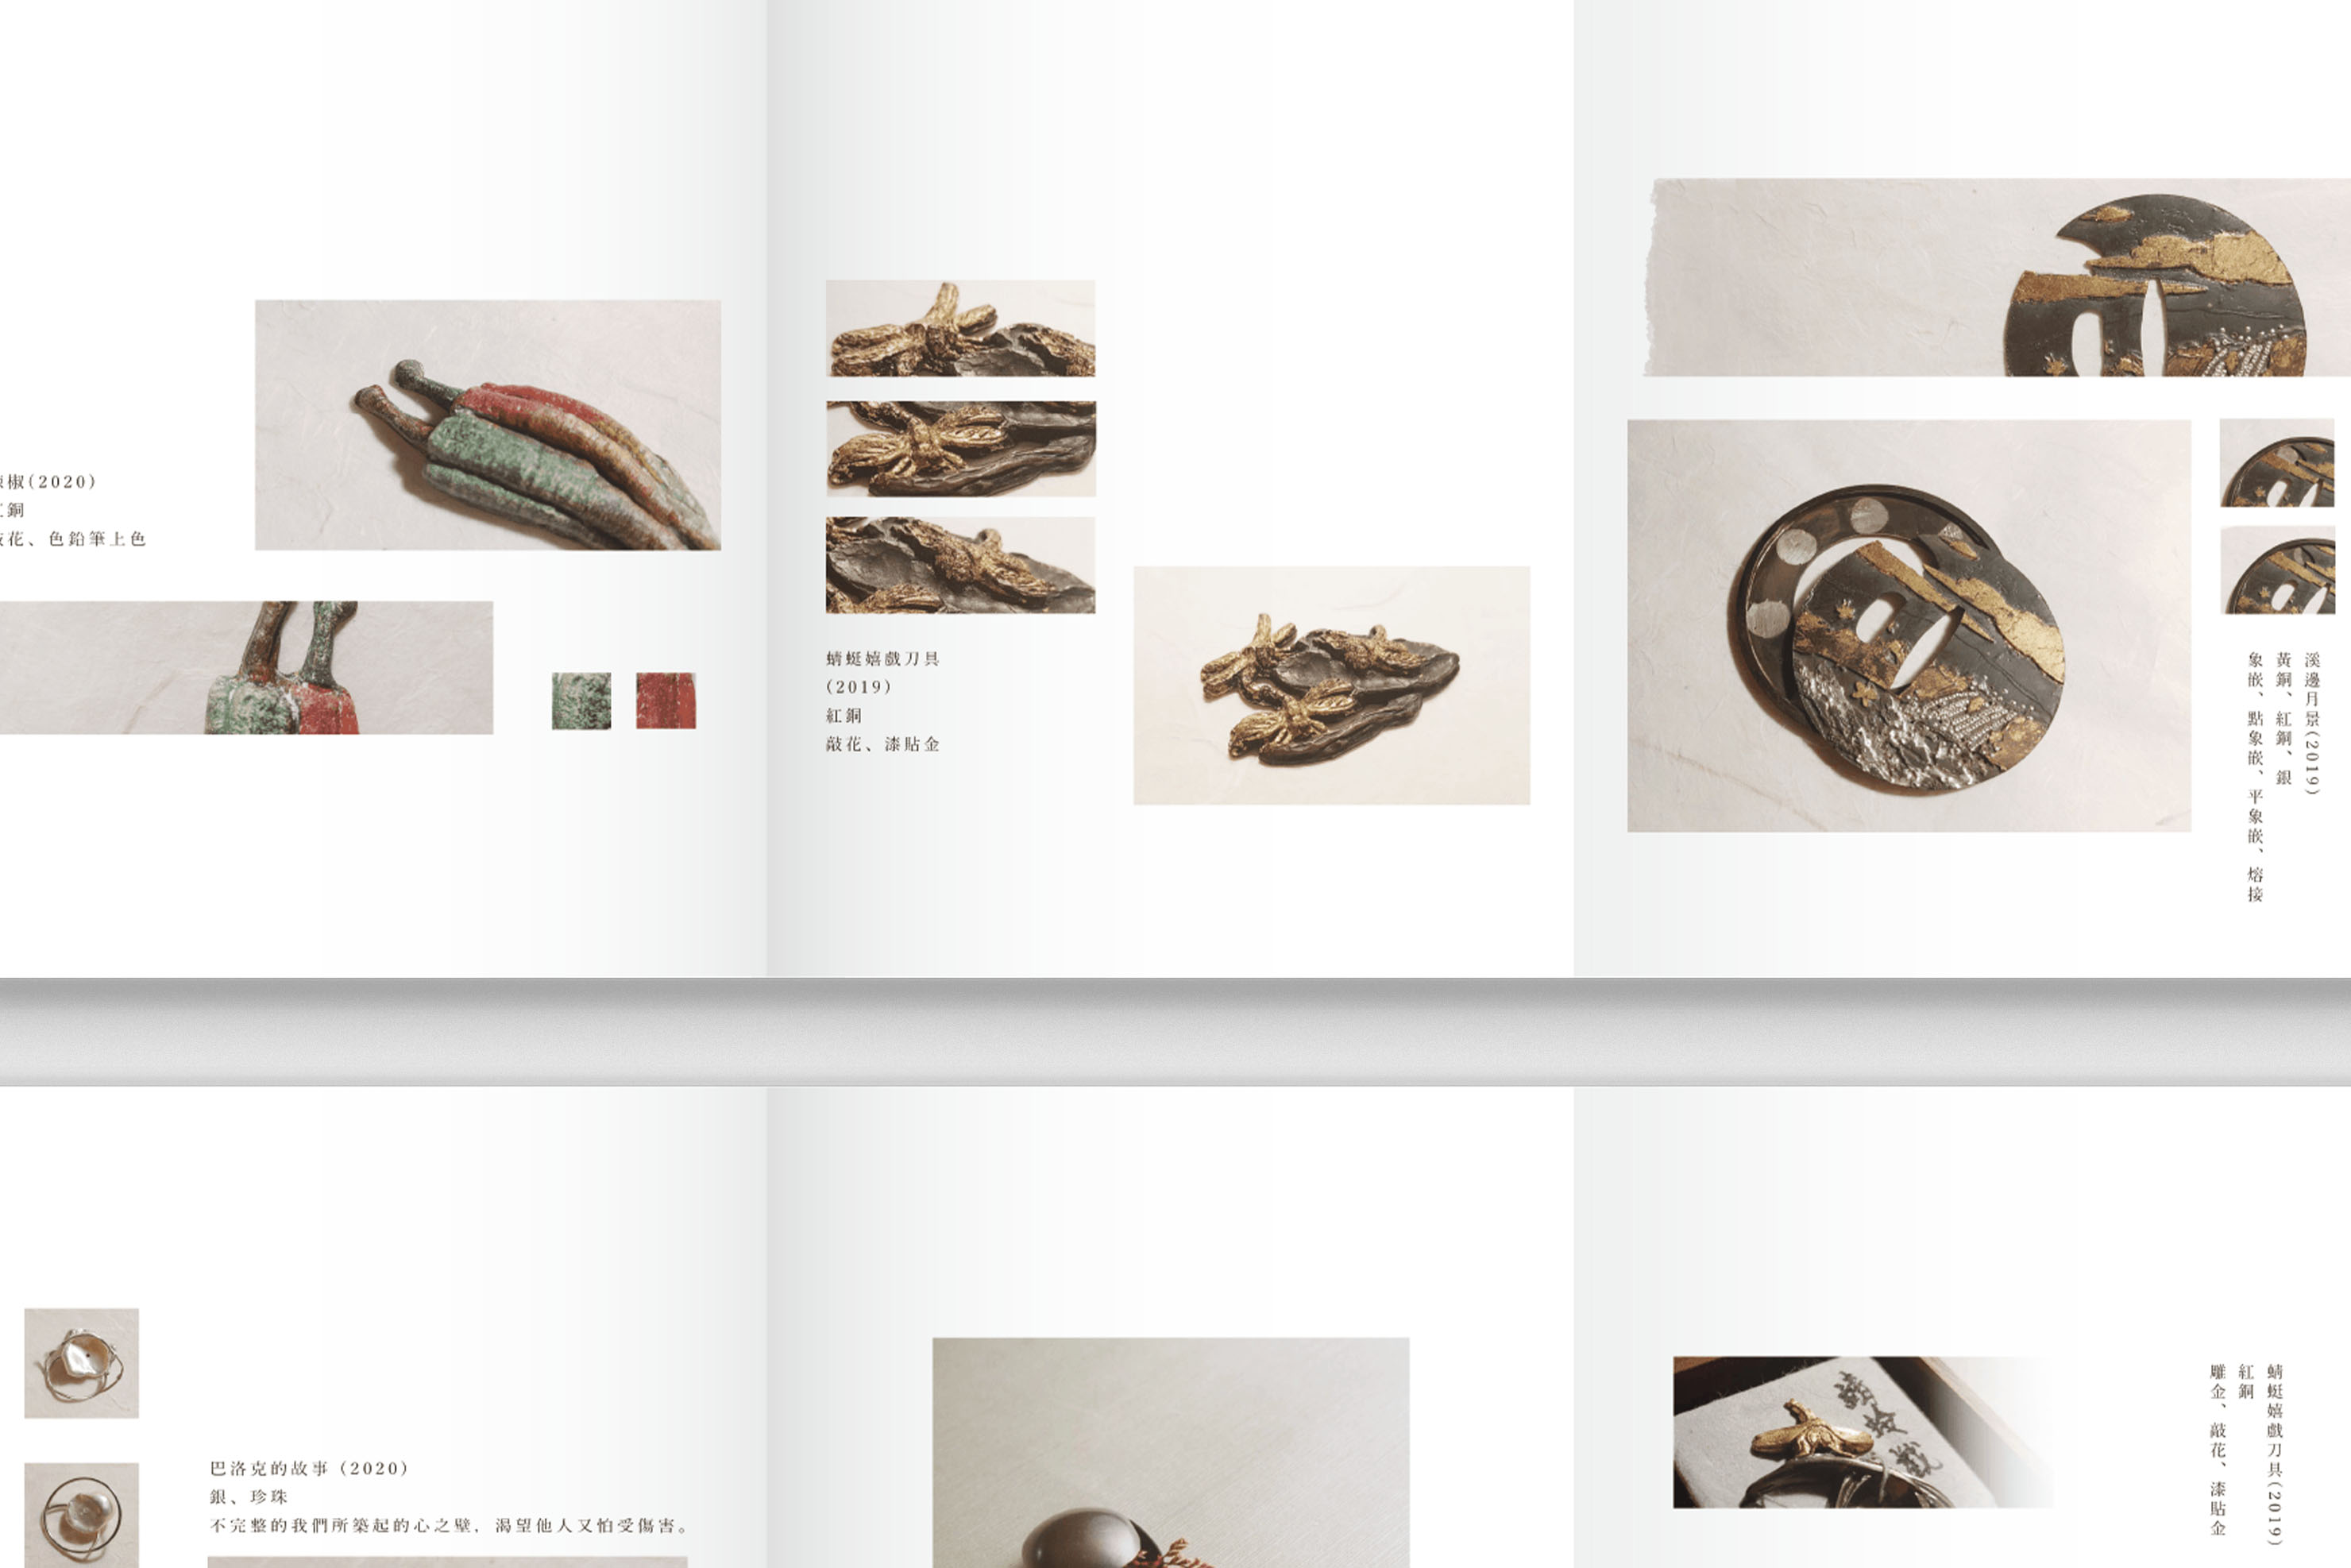 椒(2020)
銅
花、色鉛筆上色
蜻蜓嬉戲刀具
(2019)
紅銅
敲花、漆貼金
溪邊月景(2019)
黃銅、紅銅、銀
象嵌、點象嵌、平象嵌、熔接
巴洛克的故事 (2020)
銀、珍珠
不完整的我們所築起的心之壁，渴望他人又怕受傷害。
蜻蜓嬉戲刀具(2019)
紅銅
雕金、敲花、漆貼金